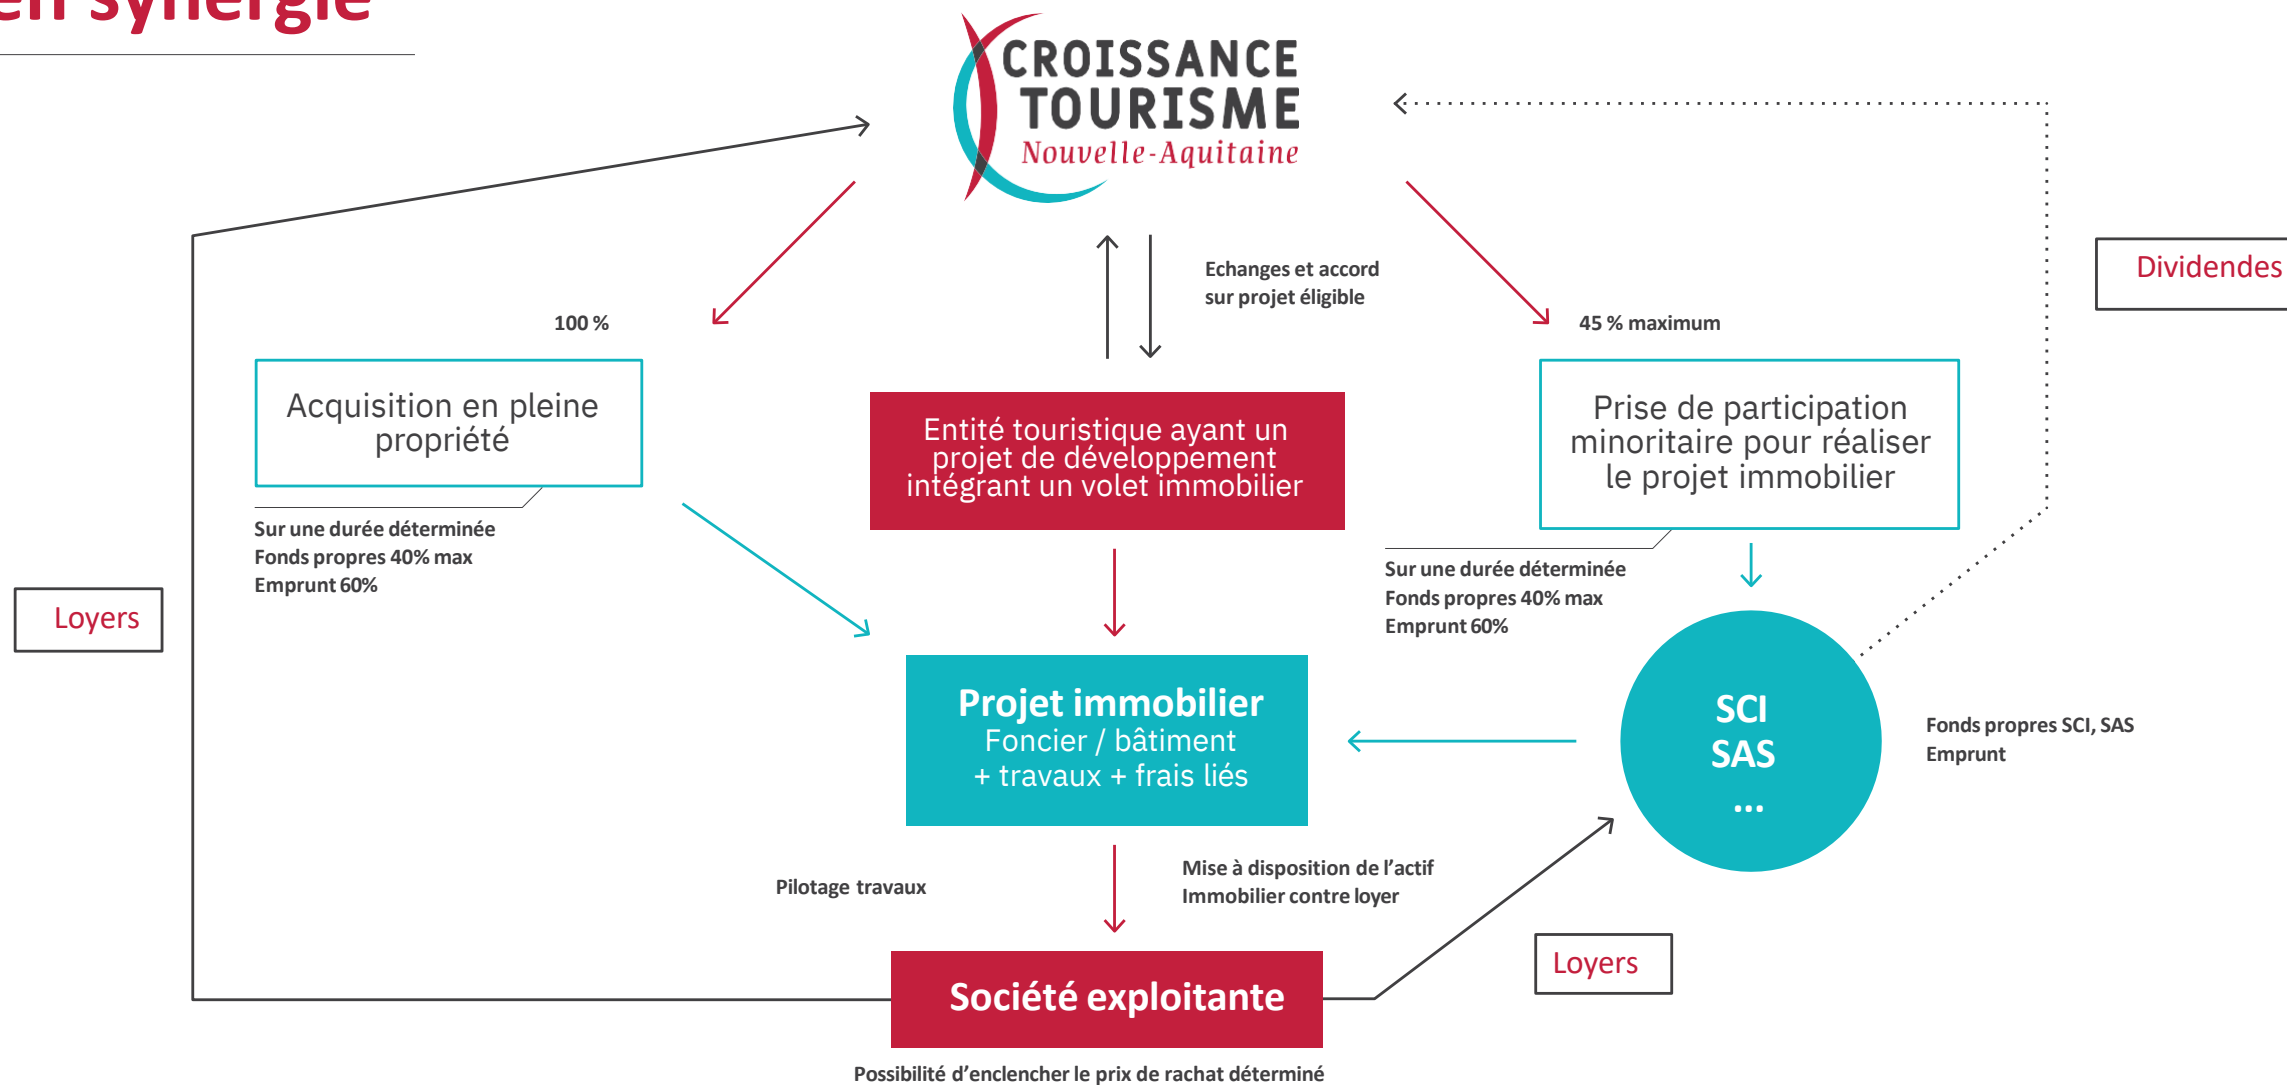 en synergie
CROISSANCE
TOURISME
Nouvelle-Aquitaine
Echanges et accord
sur projet éligible
Dividendes
100 %
45 % maximum
Acquisition en pleine
propriété
Entité touristique ayant un
projet de développement
intégrant un volet immobilier
Prise de participation
minoritaire pour réaliser
le projet immobilier
Sur une durée déterminée
Fonds propres 40% max
Emprunt 60%
Sur une durée déterminée
Fonds propres 40% max
Emprunt 60%
Loyers
Projet immobilier
Foncier / bâtiment
+ travaux + frais liés
SCI
SAS
...
Fonds propres SCI, SAS
Emprunt
Pilotage travaux
Mise à disposition de l’actif
Immobilier contre loyer
Loyers
Société exploitante
Possibilité d’enclencher le prix de rachat déterminé